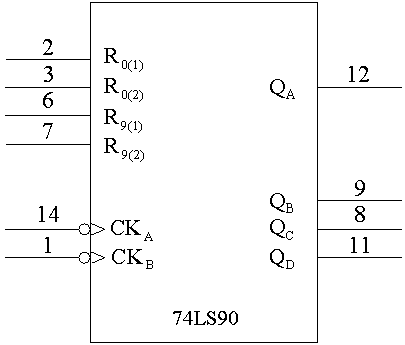 2 R0(1)
3 R0(2) QA 12
6 R9(1)
7 R9(2)
QB 9
14 CKA QC 8
1 CKB QD 11
74LS90